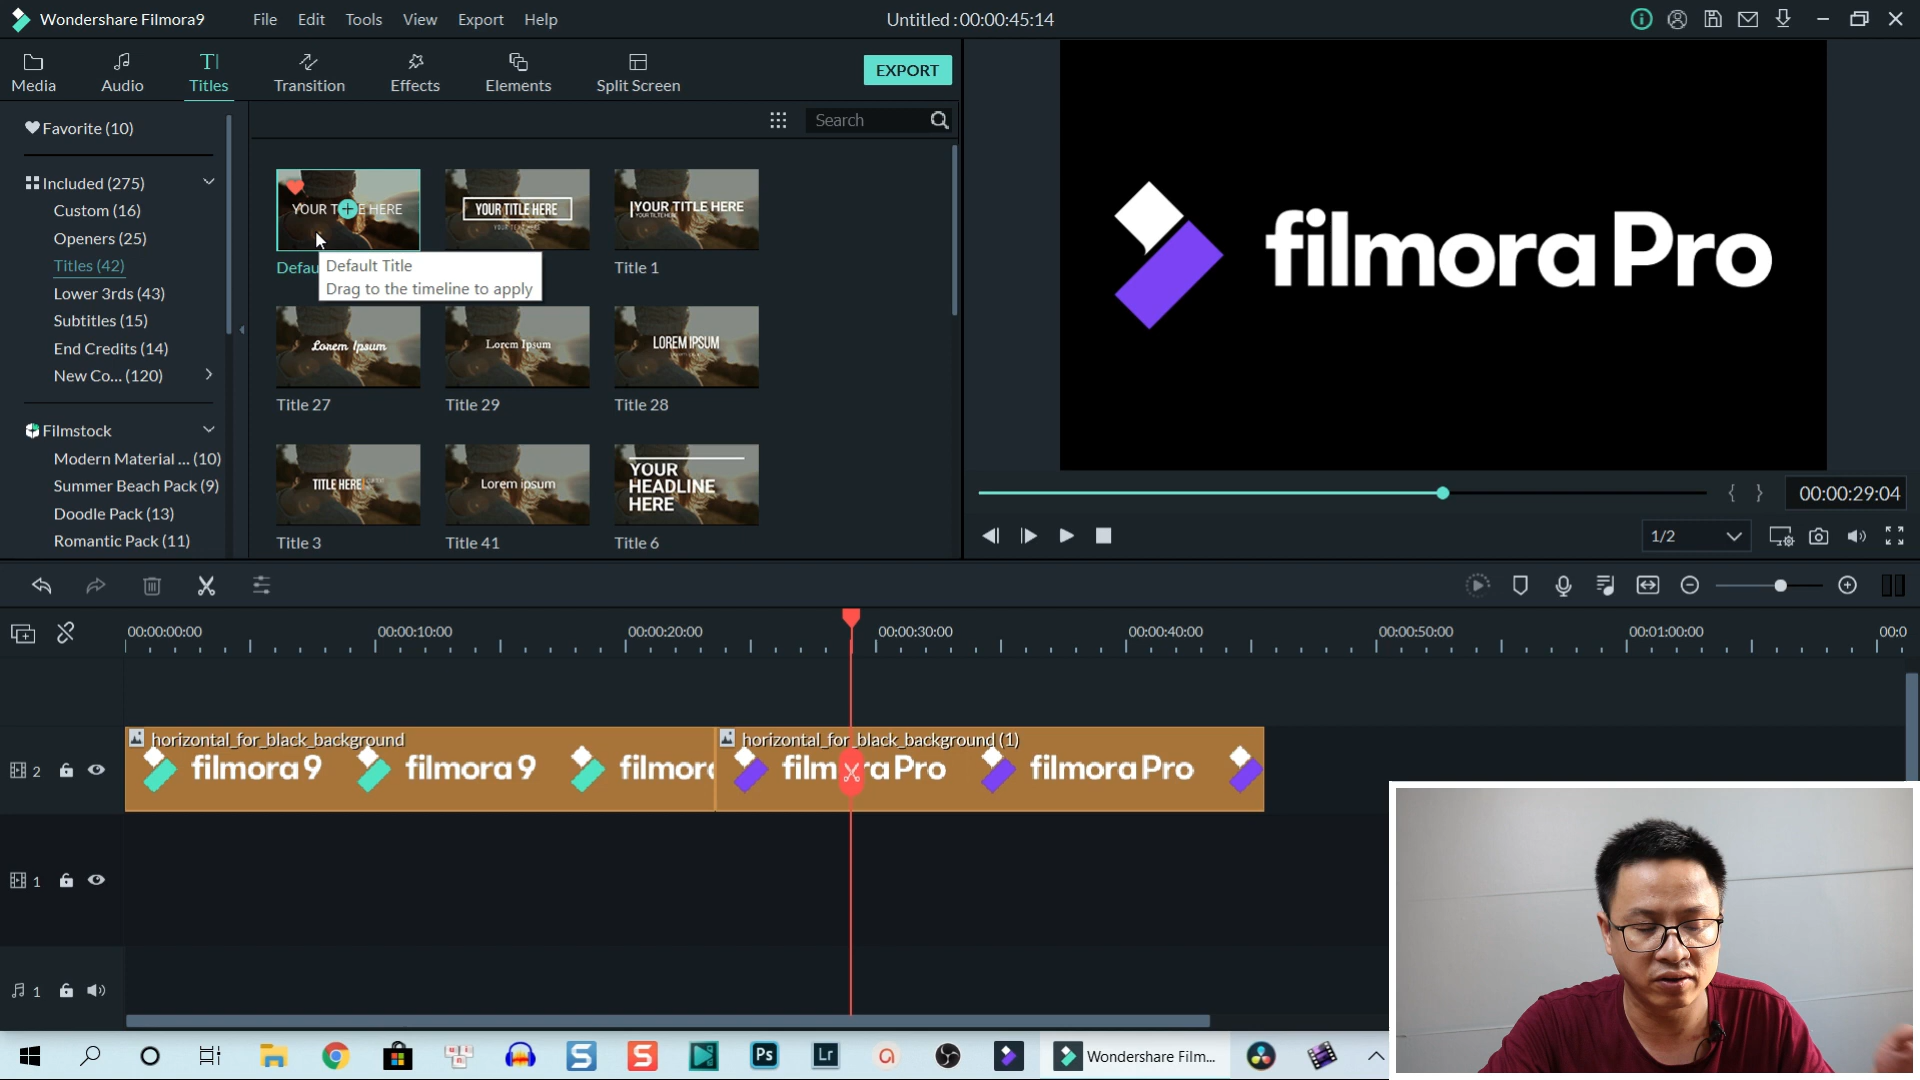 Wondershare Filmora9
File Edit Tools View Export Help
Untitled : 00:00:45:14
Media Audio Titles Transition Effects Elements Split Screen
EXPORT
Favorite (10)
Included (275)
Custom (16)
Openers (25)
Titles (42)
Lower 3rds (43)
Subtitles (15)
End Credits (14)
New Co... (120)
Filmstock
Modern Material ... (10)
Summer Beach Pack (9)
Doodle Pack (13)
Romantic Pack (11)
Search
YOUR T LE HERE
YOUR TITLE HERE
YOUR TITLE HERE
Defau
Title 1
Default Title
Drag to the timeline to apply
Lorem Ipsum
Lorem Ipsum
LOREM IPSUM
Title 27
Title 29
Title 28
TITLE HERE
Lorem ipsum
YOUR
HEADLINE
HERE
Title 3
Title 41
Title 6
filmora Pro
00:00:29:04
1/2
00:00:00:00 00:00:10:00 00:00:20:00 00:00:30:00 00:00:40:00 00:00:50:00 00:01:00:00 00:0
horizontal_for_black_background
horizontal_for_black_background (1)
filmora 9 filmora 9 filmor
film ra Pro filmora Pro
2
1
1
Ps
Lr
Wondershare Film...